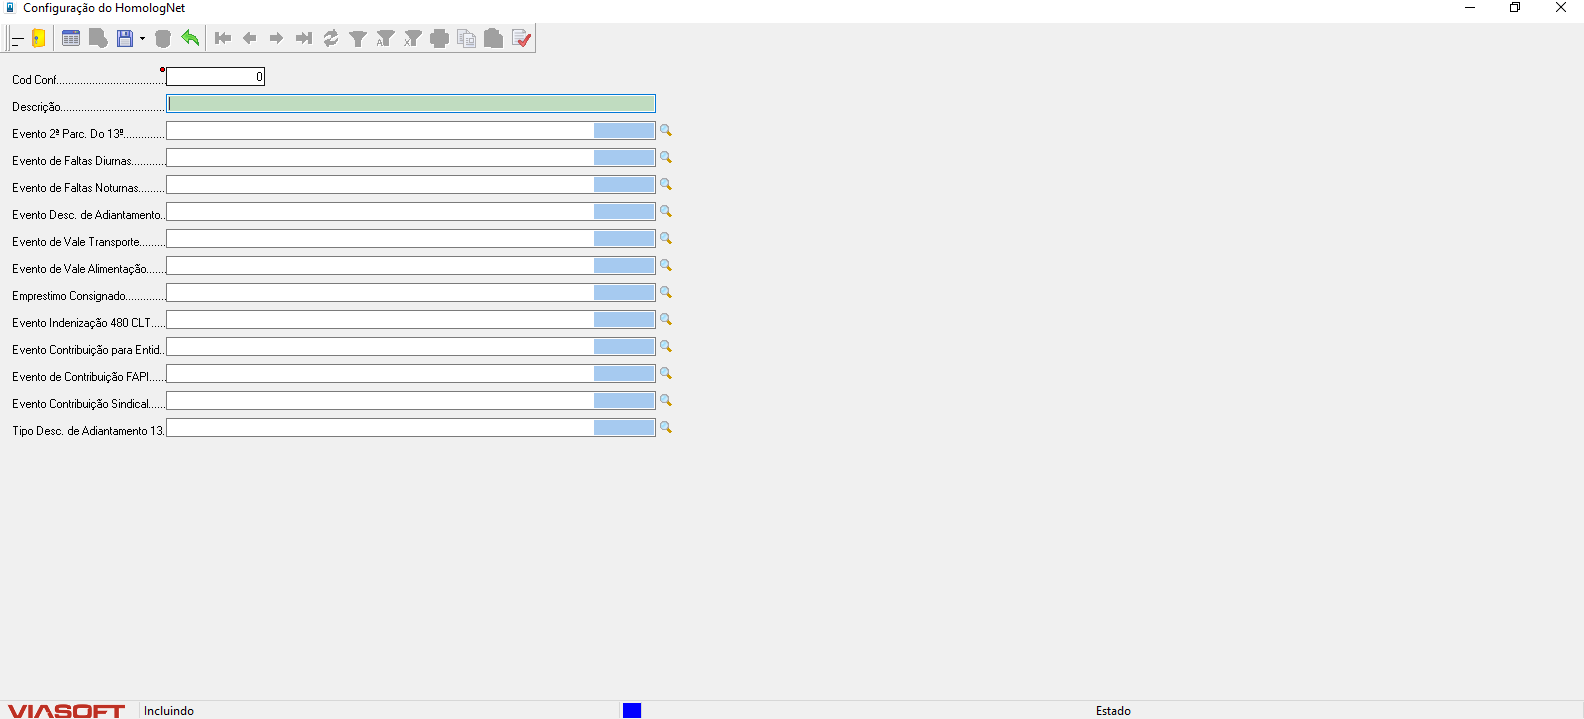 Configuração do HomologNet
Cod Conf..................................... 0
Descrição...................................
Evento 2ª Parc. Do 13º..............
Evento de Faltas Diurnas............
Evento de Faltas Noturnas.........
Evento Desc. de Adiantamento..
Evento de Vale Transporte.........
Evento de Vale Alimentação.......
Emprestimo Consignado..............
Evento Indenização 480 CLT.....
Evento Contribuição para Entid..
Evento de Contribuição FAPI......
Evento Contribuição Sindical......
Tipo Desc. de Adiantamento 13.
VIASOFT Incluindo Estado